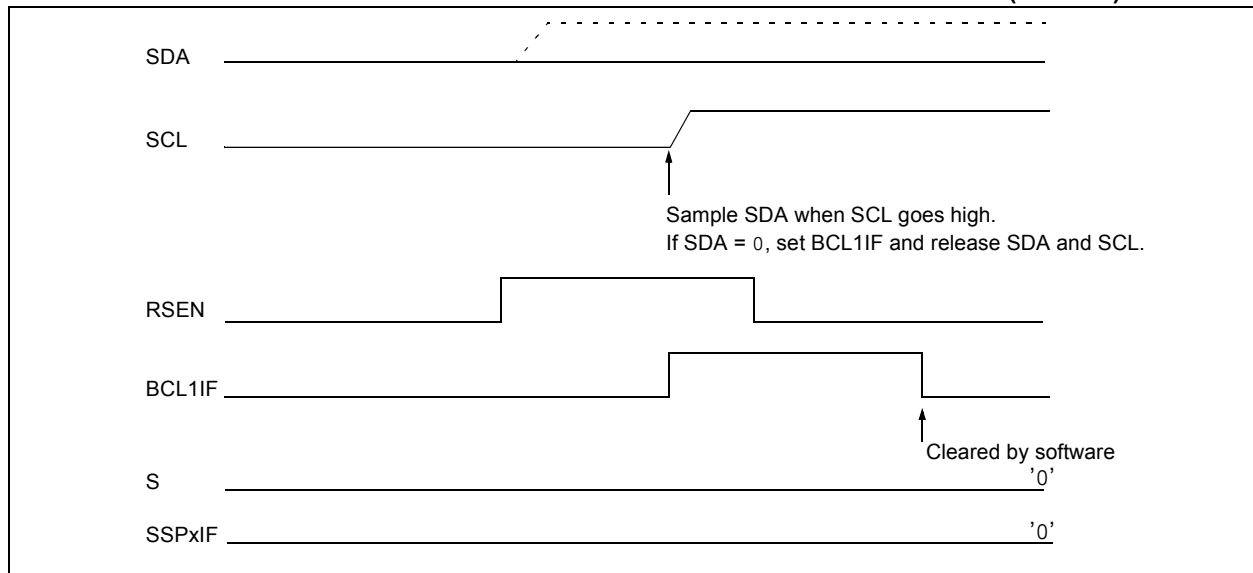 SDA
SCL
Sample SDA when SCL goes high.
If SDA = 0, set BCL1IF and release SDA and SCL.
RSEN
BCL1IF
Cleared by software
S
'0'
SSPxIF
'0'